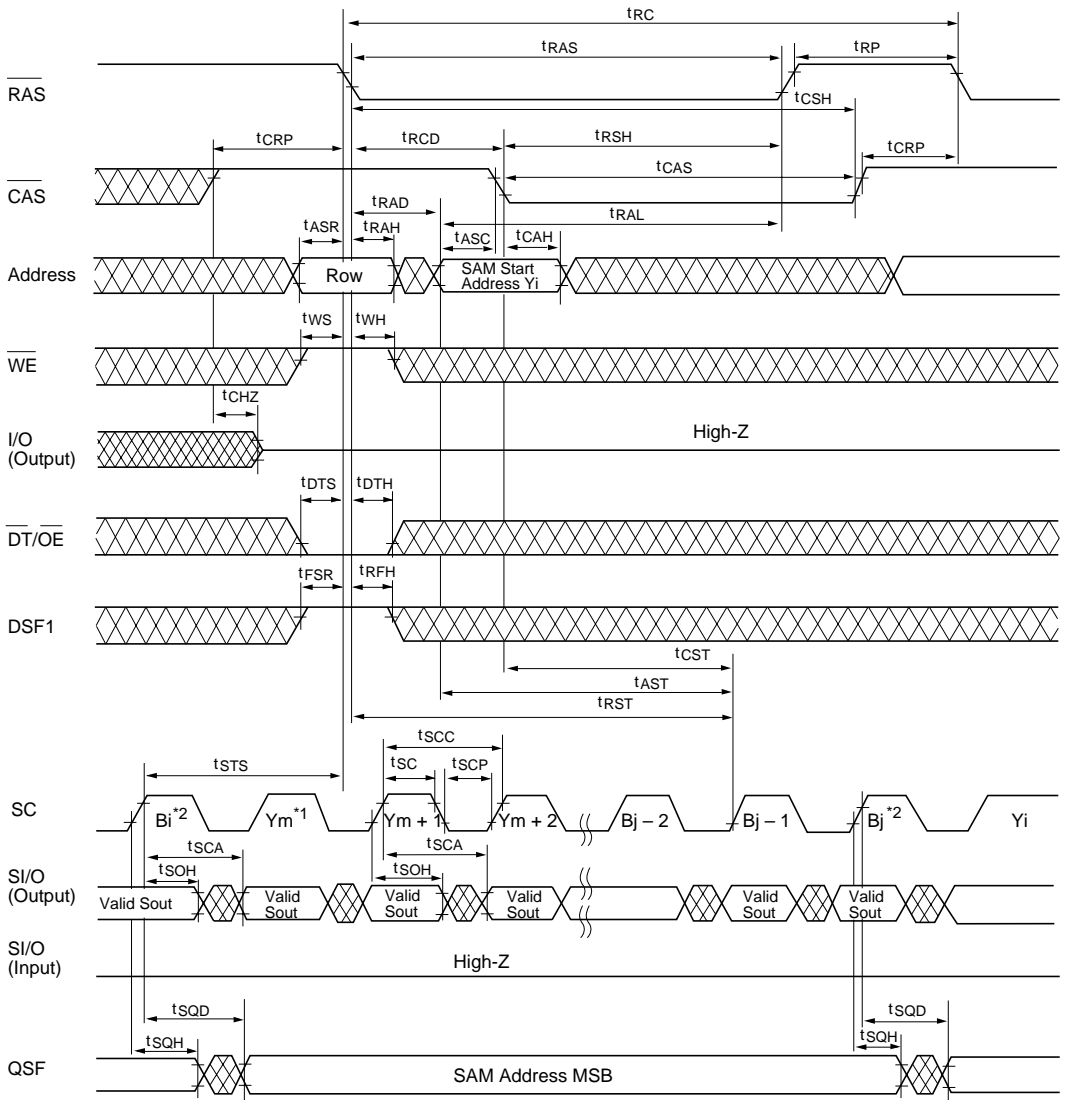 tRC
tRAS
tRP
RAS
tCSH
tCRP
tRCD
tRSH
tCRP
tCAS
CAS
tRAD
tRAL
tASR
tRAH
tASC
tCAH
Address
Row
SAM Start
Address Yi
tWS
tWH
WE
tCHZ
I/O
(Output)
High-Z
tDTS
tDTH
DT/OE
tFSR
tRFH
DSF1
tCST
tAST
tRST
tSCC
tSTS
tSC
tSCP
SC
Bi*2
Ym*1
Ym + 1
Ym + 2
Bj – 2
Bj – 1
Bj*2
Yi
tSCA
tSCA
tSOH
tSOH
SI/O
(Output)
Valid Sout
Valid
Sout
Valid
Sout
Valid
Sout
Valid
Sout
Valid
Sout
SI/O
(Input)
High-Z
tSQD
tSQD
tSQH
tSQH
QSF
SAM Address MSB